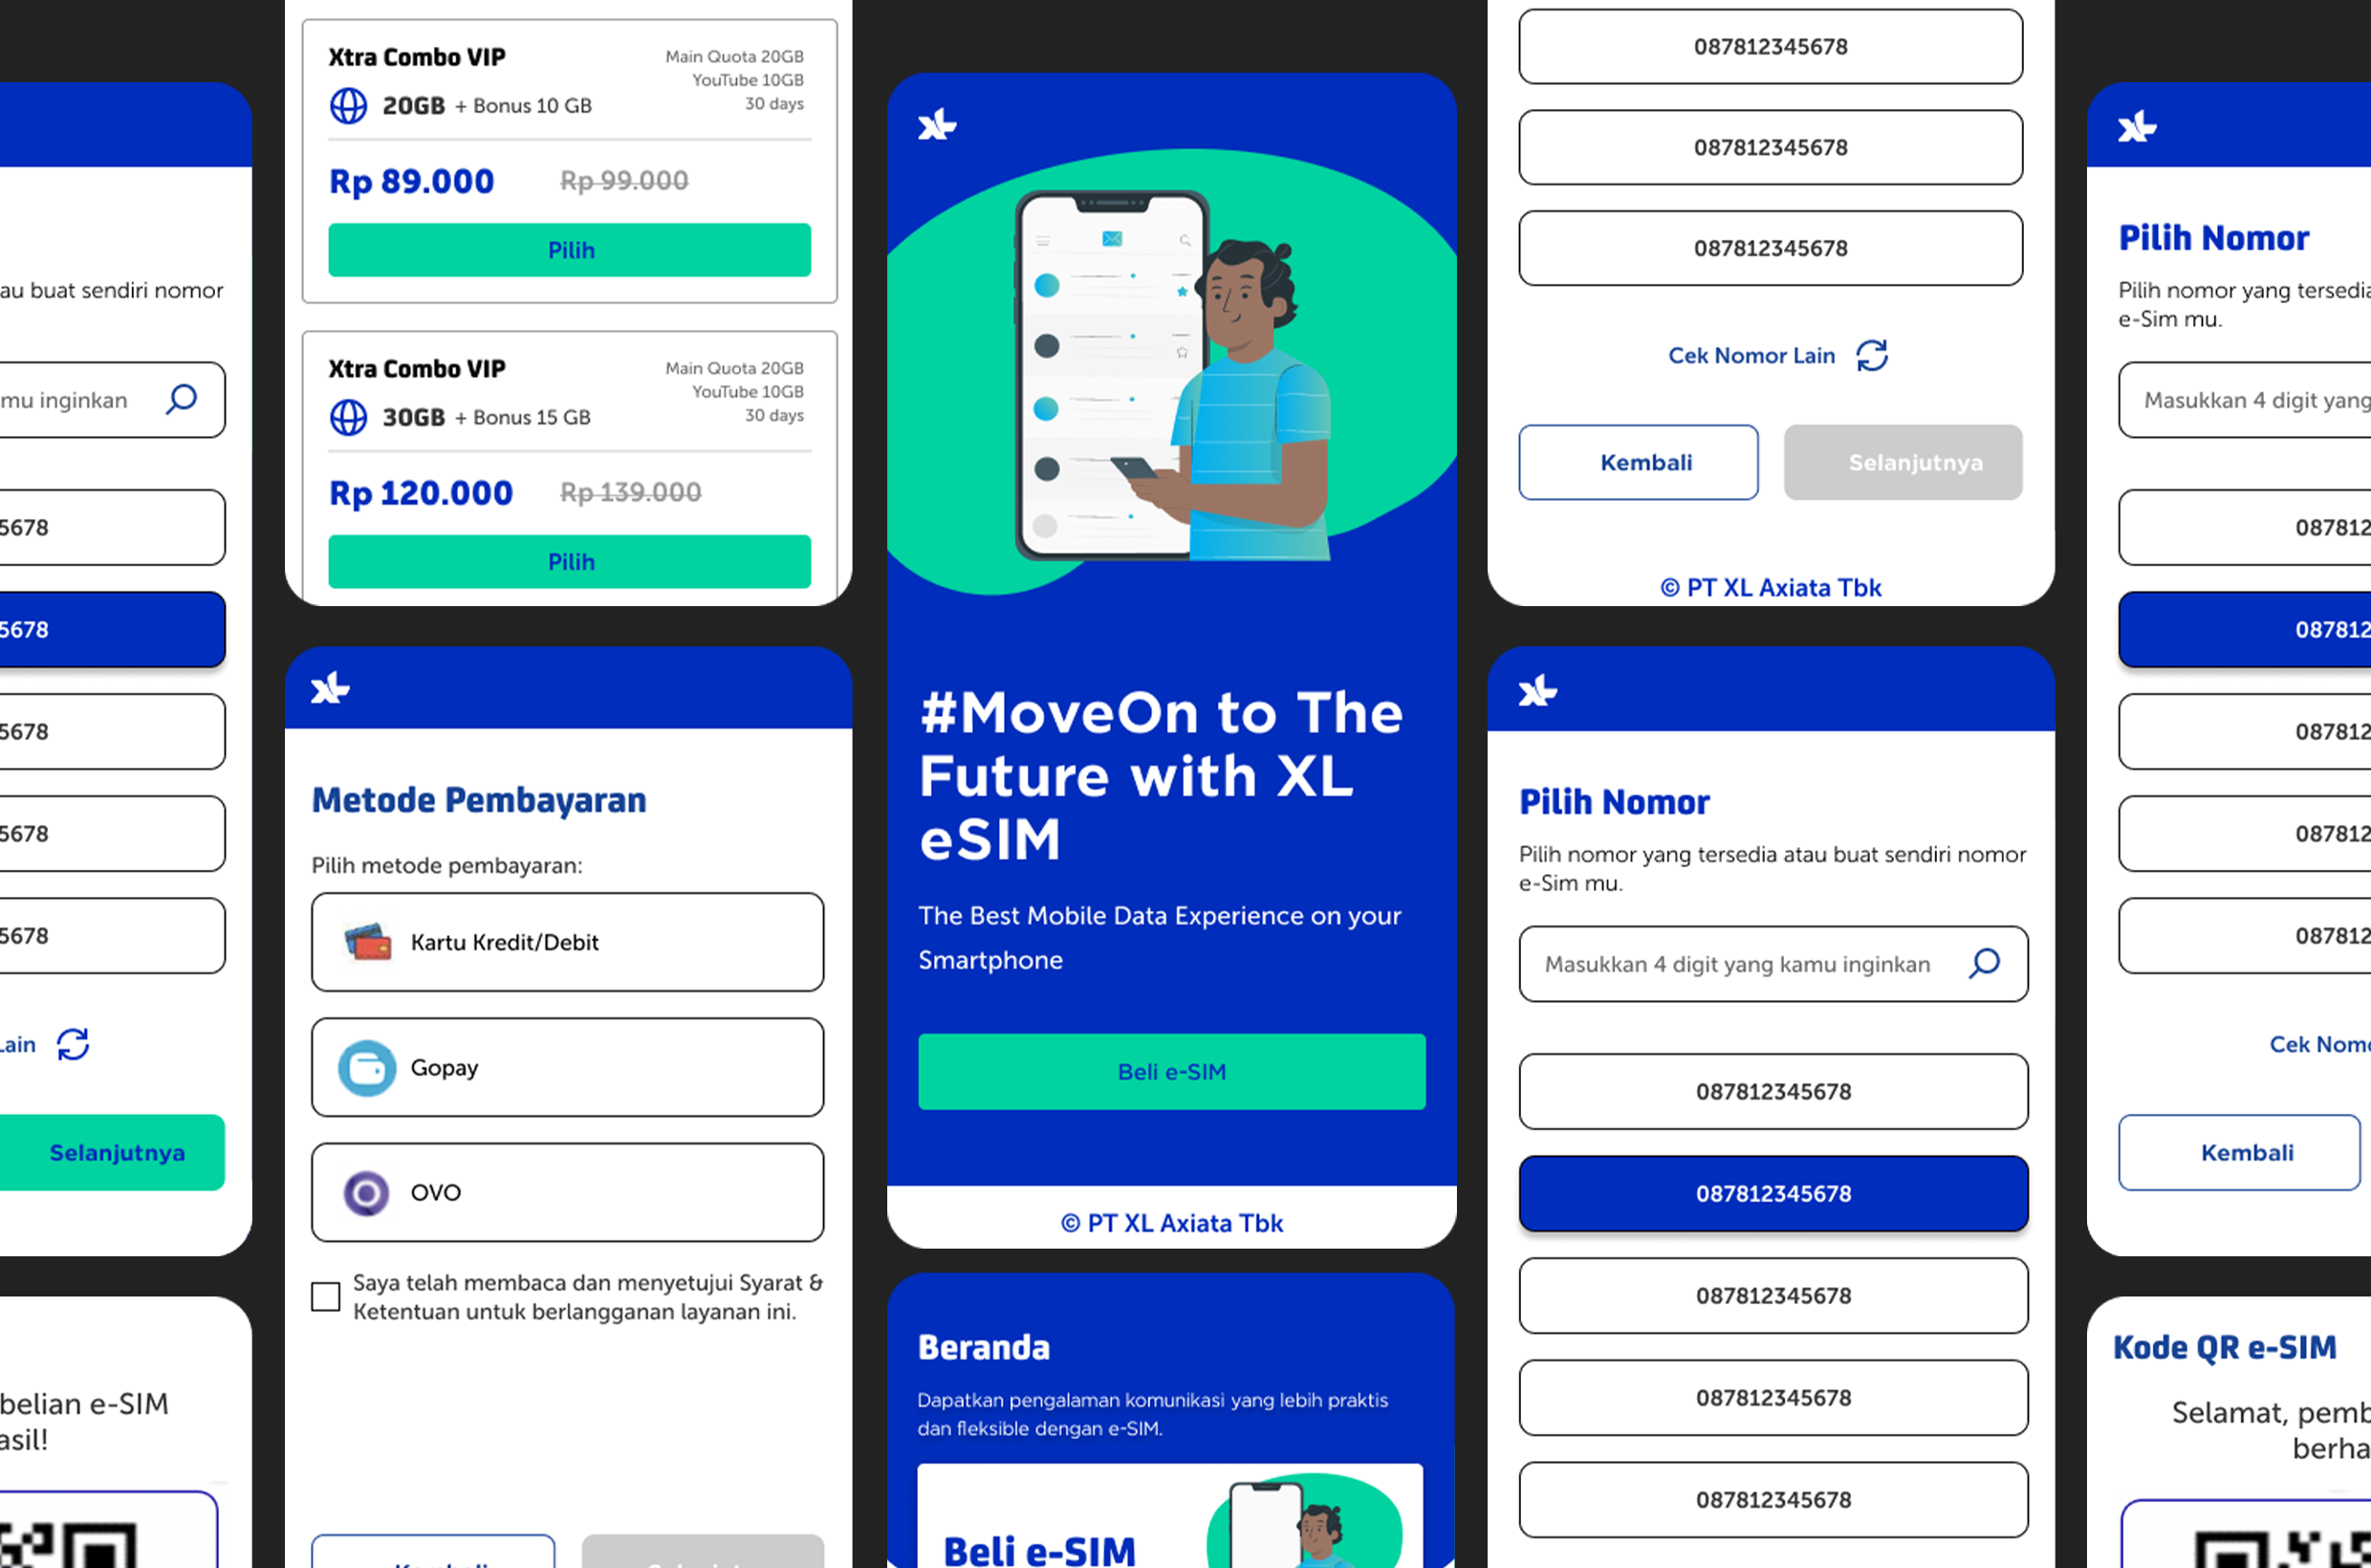 au buat sendiri nomor
mu inginkan
5678
5678
5678
5678
5678
Lain
Selanjutnya
belian e-SIM
asil!
Xtra Combo VIP
Main Quota 20GB
YouTube 10GB
30 days
20GB + Bonus 10 GB
Rp 89.000 Rp 99.000
Pilih
Xtra Combo VIP
Main Quota 20GB
YouTube 10GB
30 days
30GB + Bonus 15 GB
Rp 120.000 Rp 139.000
Pilih
XL
Metode Pembayaran
Pilih metode pembayaran:
Kartu Kredit/Debit
Gopay
OVO
Saya telah membaca dan menyetujui Syarat &
Ketentuan untuk berlangganan layanan ini.
XL
#MoveOn to The
Future with XL
eSIM
The Best Mobile Data Experience on your
Smartphone
Beli e-SIM
© PT XL Axiata Tbk
Beranda
Dapatkan pengalaman komunikasi yang lebih praktis
dan fleksible dengan e-SIM.
Beli e-SIM
087812345678
087812345678
087812345678
Cek Nomor Lain
Kembali Selanjutnya
© PT XL Axiata Tbk
XL
Pilih Nomor
Pilih nomor yang tersedia atau buat sendiri nomor
e-Sim mu.
Masukkan 4 digit yang kamu inginkan
087812345678
087812345678
087812345678
087812345678
087812345678
XL
Pilih Nomor
Pilih nomor yang tersedia
e-Sim mu.
Masukkan 4 digit yang
087812
087812
087812
087812
087812
Cek Nomo
Kembali
Kode QR e-SIM
Selamat, pemb
berha